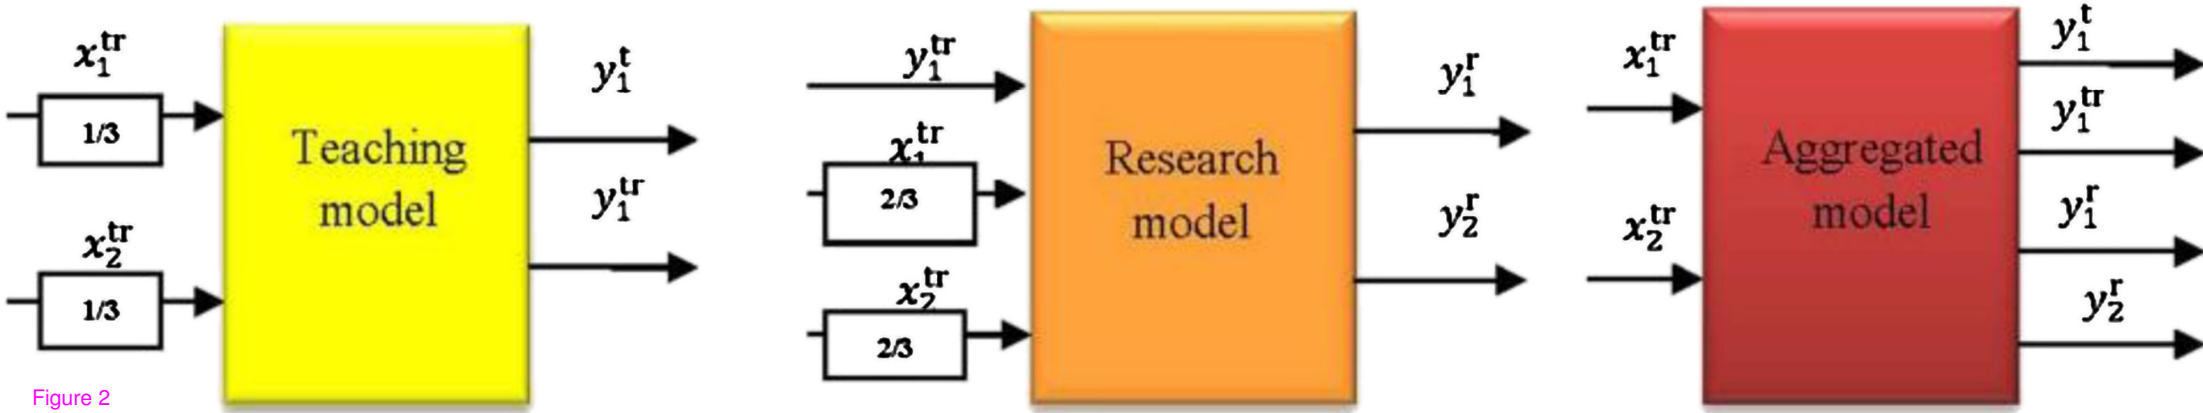 x₁ᵗʳ
1/3
x₂ᵗʳ
1/3
Teaching
model
y₁ᵗ
y₁ᵗʳ
y₁ᵗʳ
x₁ᵗʳ
2/3
x₂ᵗʳ
2/3
Research
model
y₁ʳ
y₂ʳ
x₁ᵗʳ
x₂ᵗʳ
Aggregated
model
y₁ᵗ
y₁ᵗʳ
y₁ʳ
y₂ʳ
Figure 2